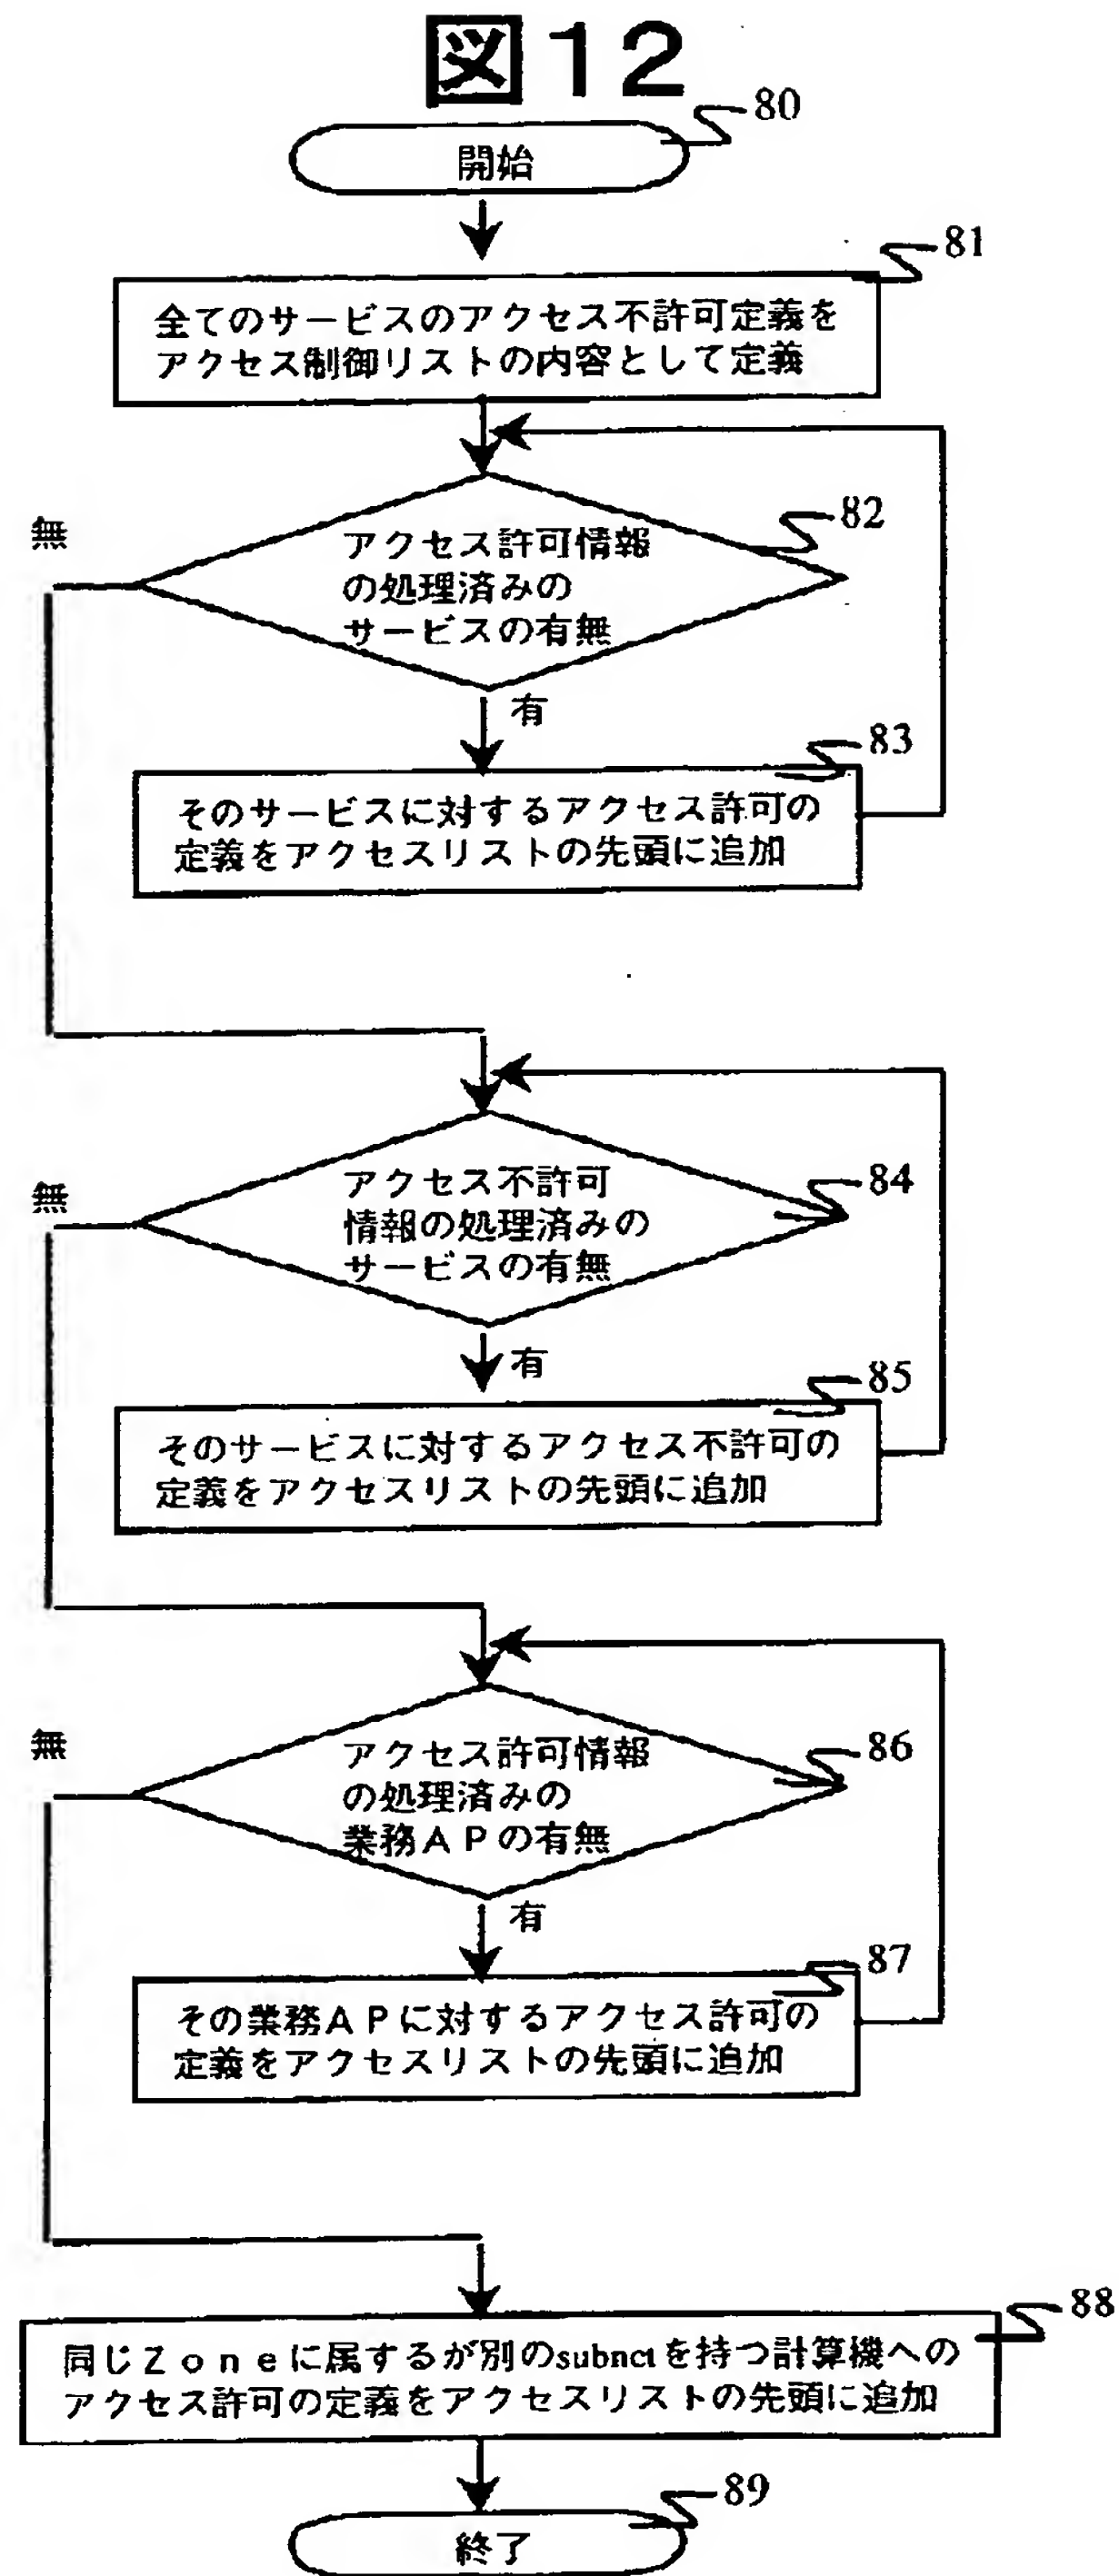 図12
80
開始
81
全てのサービスのアクセス不許可定義を
アクセス制御リストの内容として定義
82
無
アクセス許可情報
の処理済みの
サービスの有無
有
83
そのサービスに対するアクセス許可の
定義をアクセスリストの先頭に追加
84
無
アクセス不許可
情報の処理済みの
サービスの有無
有
85
そのサービスに対するアクセス不許可の
定義をアクセスリストの先頭に追加
86
無
アクセス許可情報
の処理済みの
業務ＡＰの有無
有
87
その業務ＡＰに対するアクセス許可の
定義をアクセスリストの先頭に追加
88
同じＺｏｎｅに属するが別のsubnetを持つ計算機への
アクセス許可の定義をアクセスリストの先頭に追加
89
終了